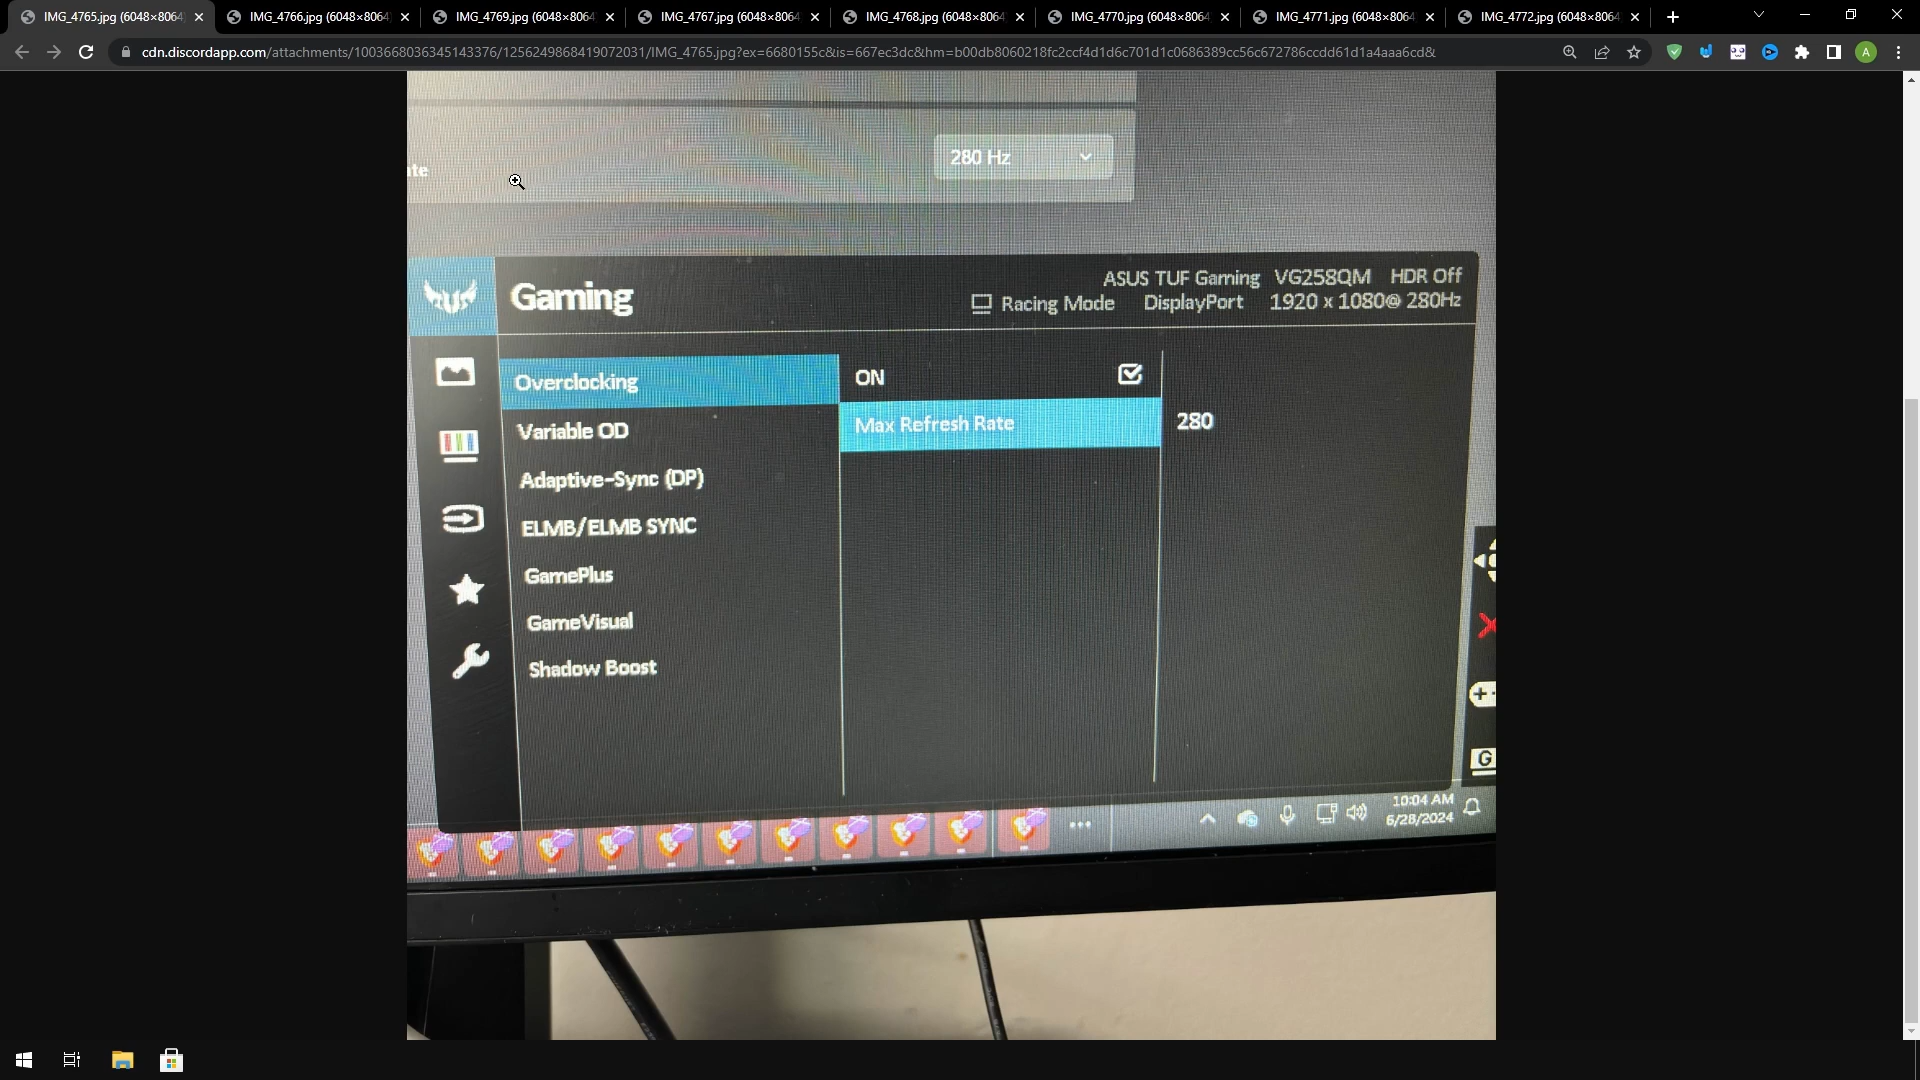 IMG_4765.jpg (6048×8064
IMG_4766.jpg (6048×8064
IMG_4769.jpg (6048×8064
IMG_4767.jpg (6048×8064
IMG_4768.jpg (6048×8064
IMG_4770.jpg (6048×8064
IMG_4771.jpg (6048×8064
IMG_4772.jpg (6048×8064
cdn.discordapp.com/attachments/1003668036345143376/1256249868419072031/IMG_4765.jpg?ex=6680155c&is=667ec3dc&hm=b00db8060218fc2ccf4d1d6c701d1c0686389cc56c672786ccdd61d1a4aaa6cd&
A
280 Hz
Gaming
ASUS TUF Gaming VG258QM HDR Off
Racing Mode DisplayPort 1920 x 1080@ 280Hz
Overclocking
ON
Max Refresh Rate
280
Variable OD
Adaptive-Sync (DP)
ELMB/ELMB SYNC
GamePlus
GameVisual
Shadow Boost
G
10:04 AM
6/28/2024